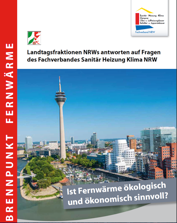 Landtagsfraktionen NRWs antworten auf Fragen
des Fachverbandes Sanitär Heizung Klima NRW
BRENNPUNKT FERNWÄRME
Ist Fernwärme ökologisch
und ökonomisch sinnvoll?